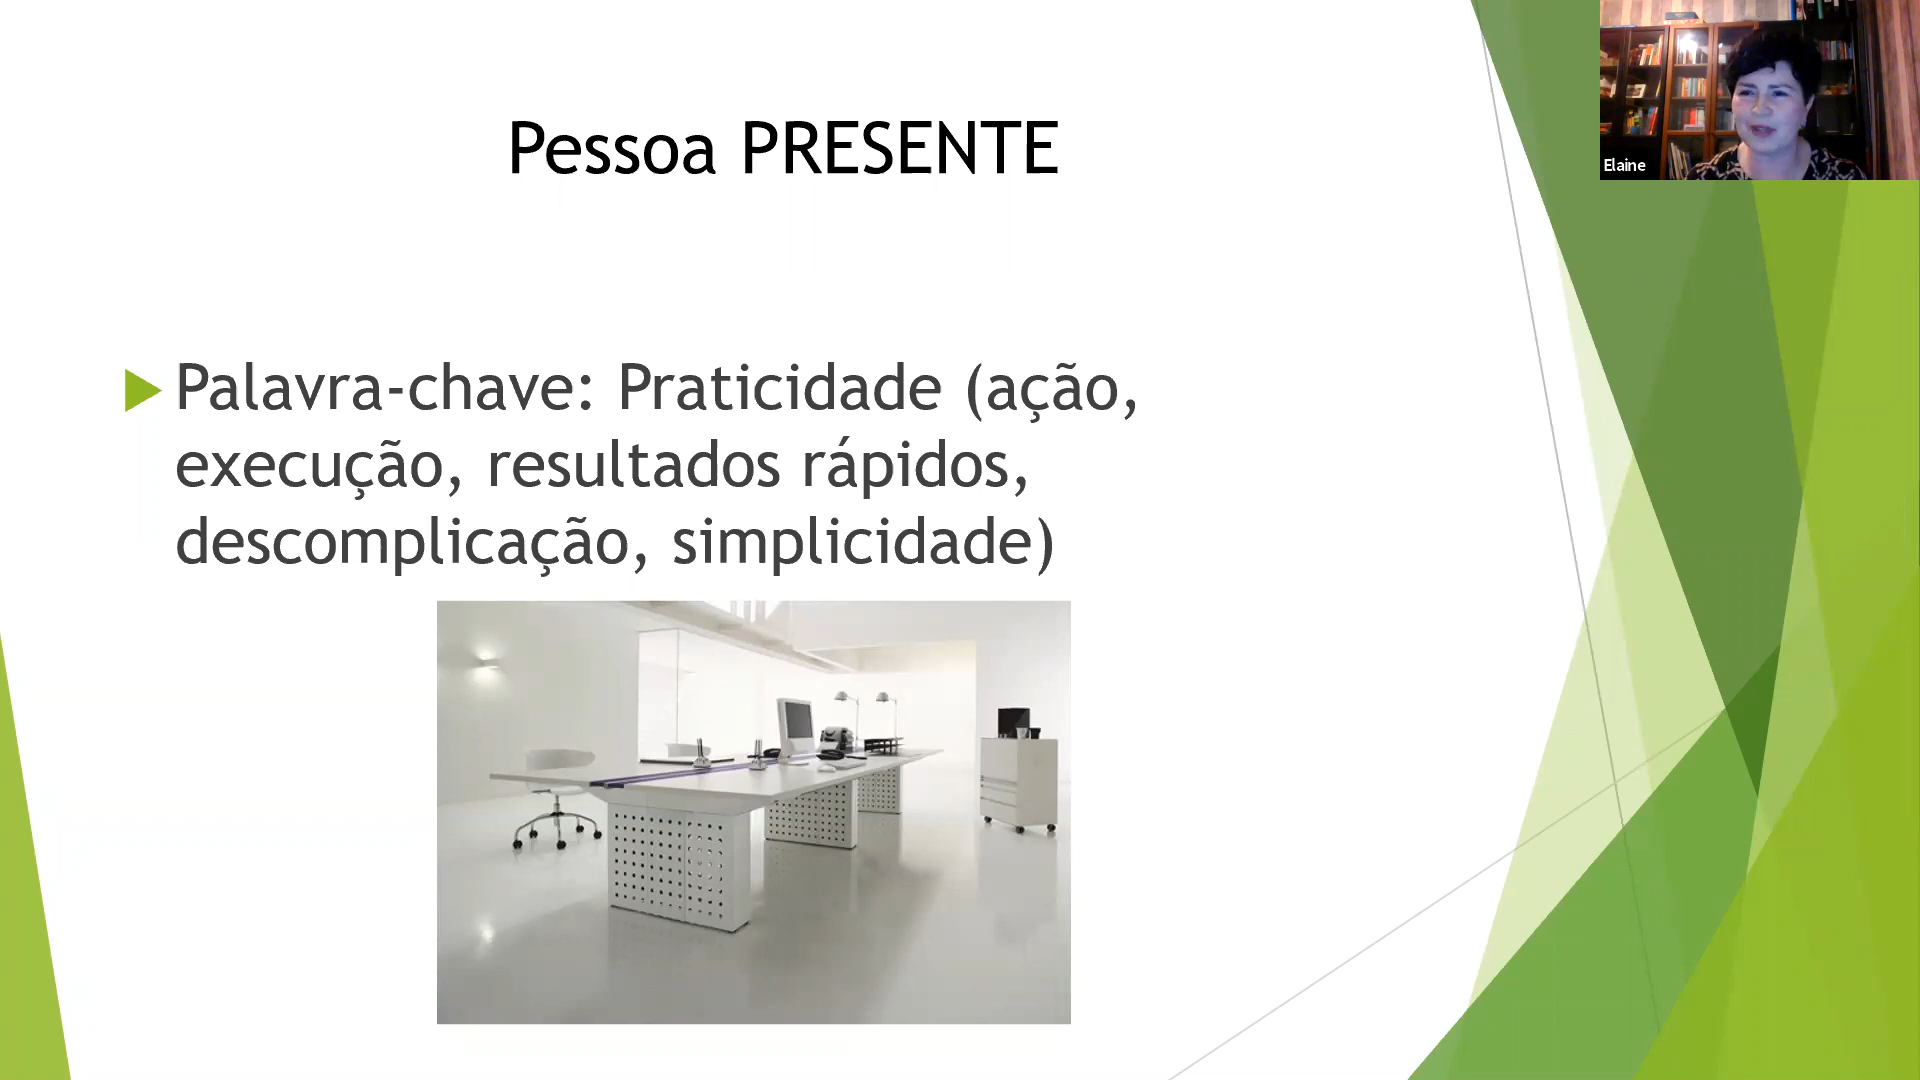 Pessoa PRESENTE
Palavra-chave: Praticidade (ação,
execução, resultados rápidos,
descomplicação, simplicidade)
Elaine